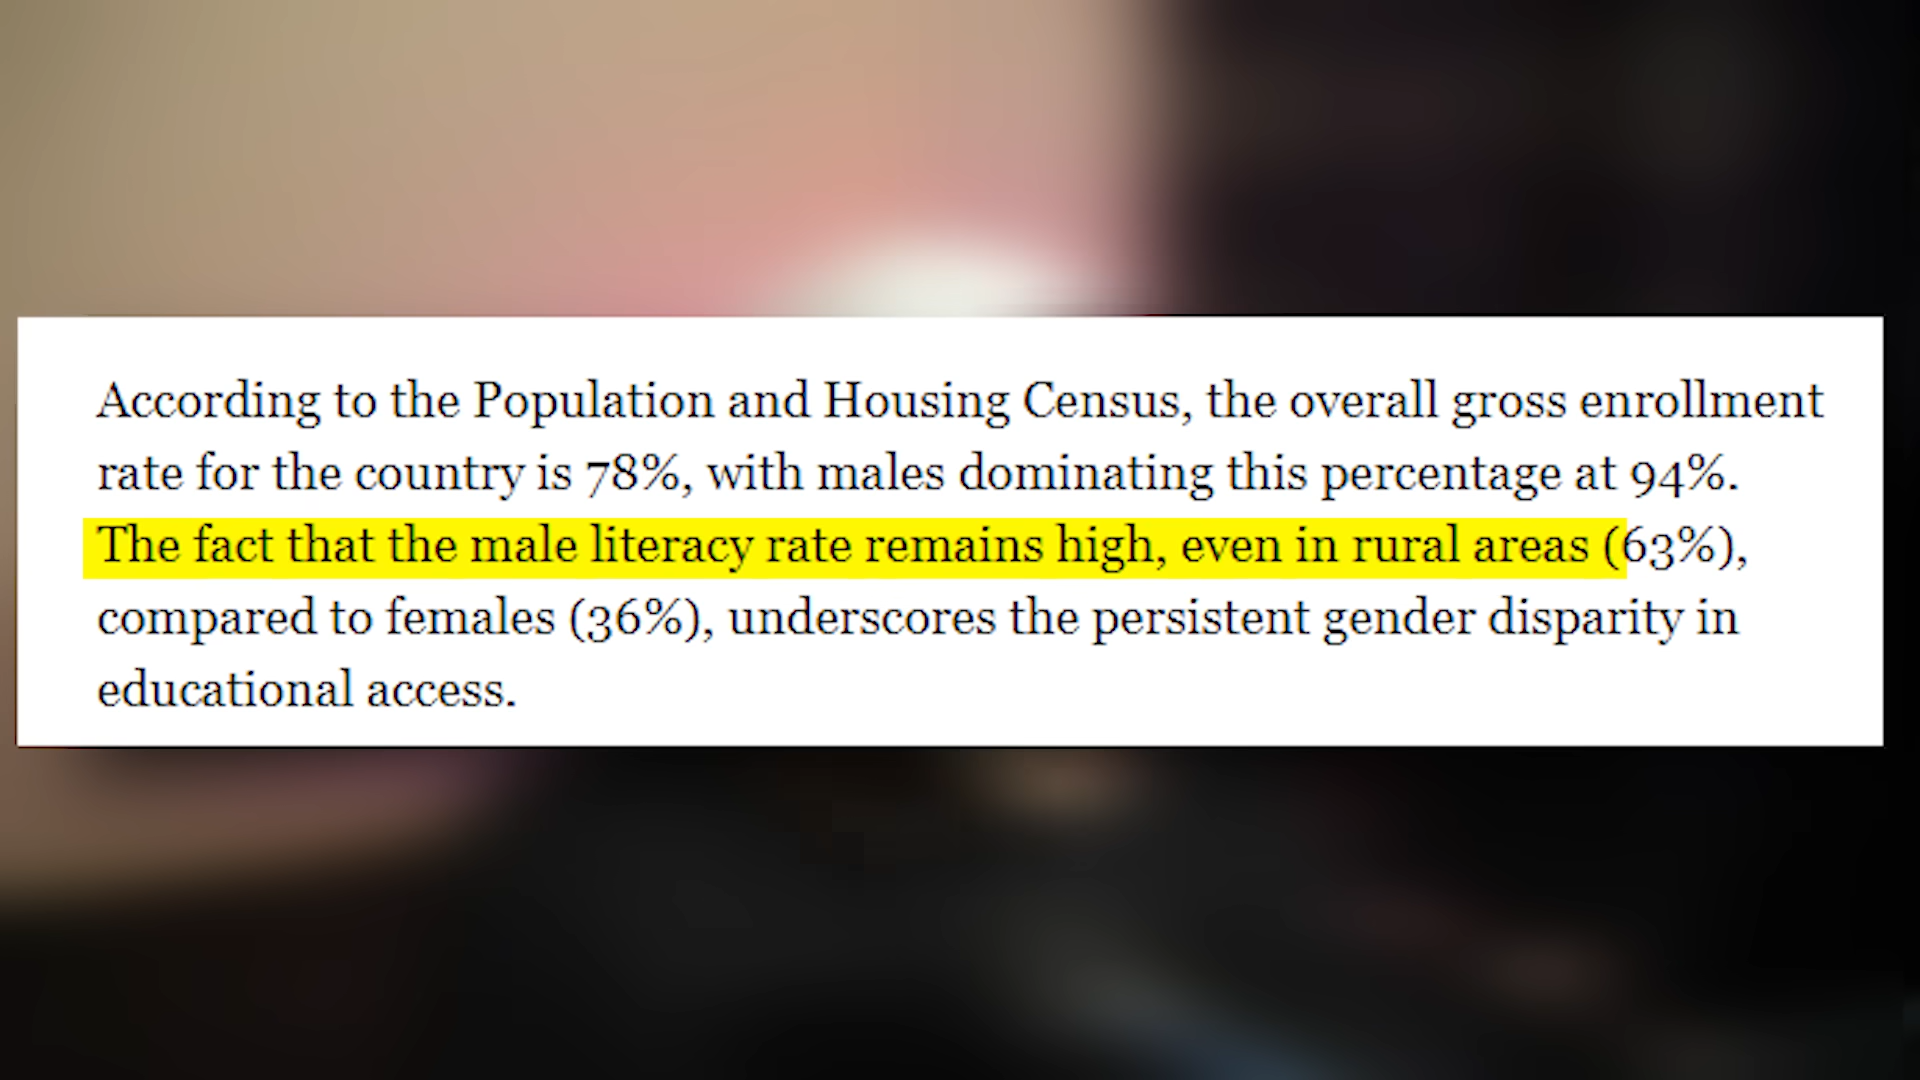 According to the Population and Housing Census, the overall gross enrollment
rate for the country is 78%, with males dominating this percentage at 94%.
The fact that the male literacy rate remains high, even in rural areas (63%),
compared to females (36%), underscores the persistent gender disparity in
educational access.